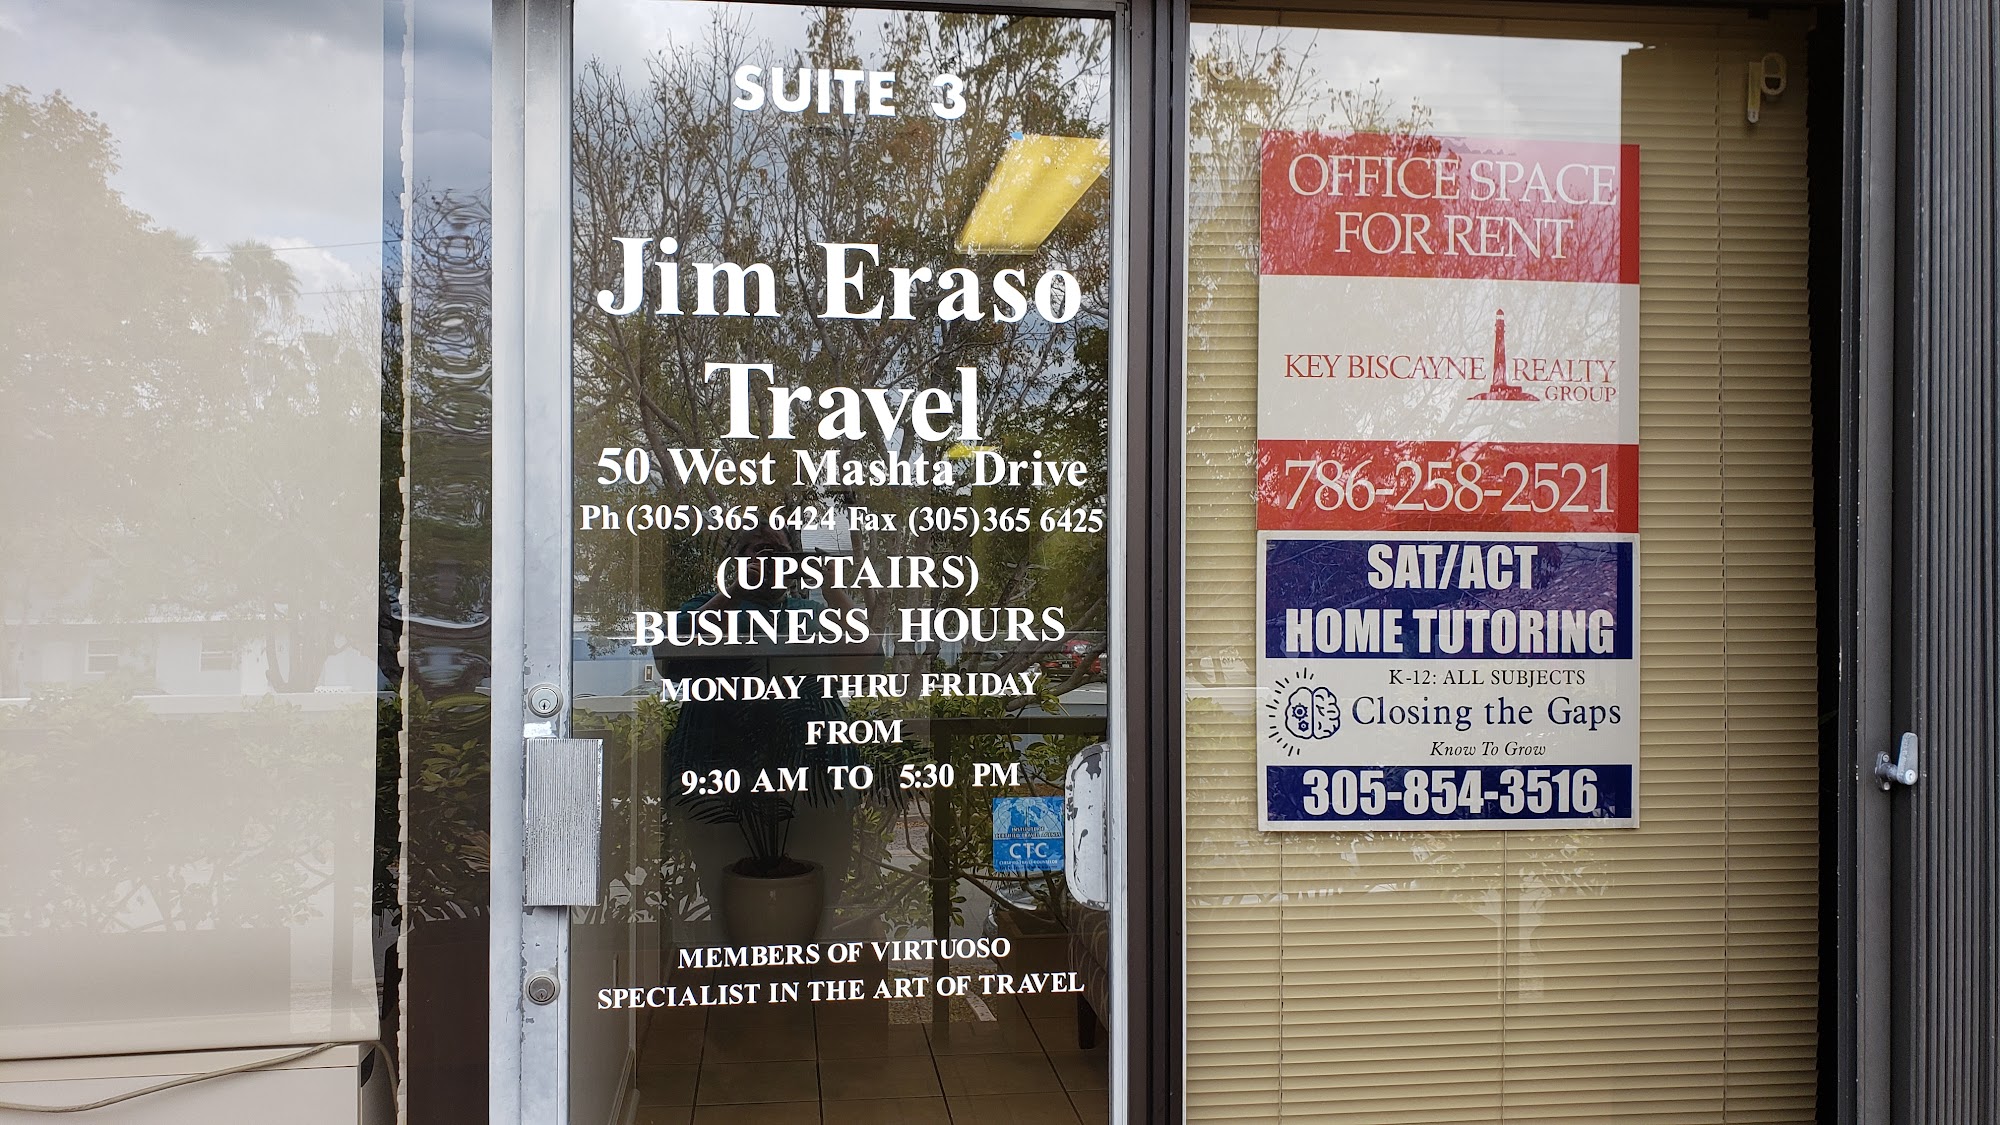 SUITE 3
Jim Eraso
Travel
50 West Mashta Drive
Ph (305) 365 6424 Fax (305) 365 6425
(UPSTAIRS)
BUSINESS HOURS
MONDAY THRU FRIDAY
FROM
9:30 AM TO 5:30 PM
CTC
MEMBERS OF VIRTUOSO
SPECIALIST IN THE ART OF TRAVEL
OFFICE SPACE
FOR RENT
KEY BISCAYNE REALTY
GROUP
786-258-2521
SAT/ACT
HOME TUTORING
K-12: ALL SUBJECTS
Closing the Gaps
Know To Grow
305-854-3516